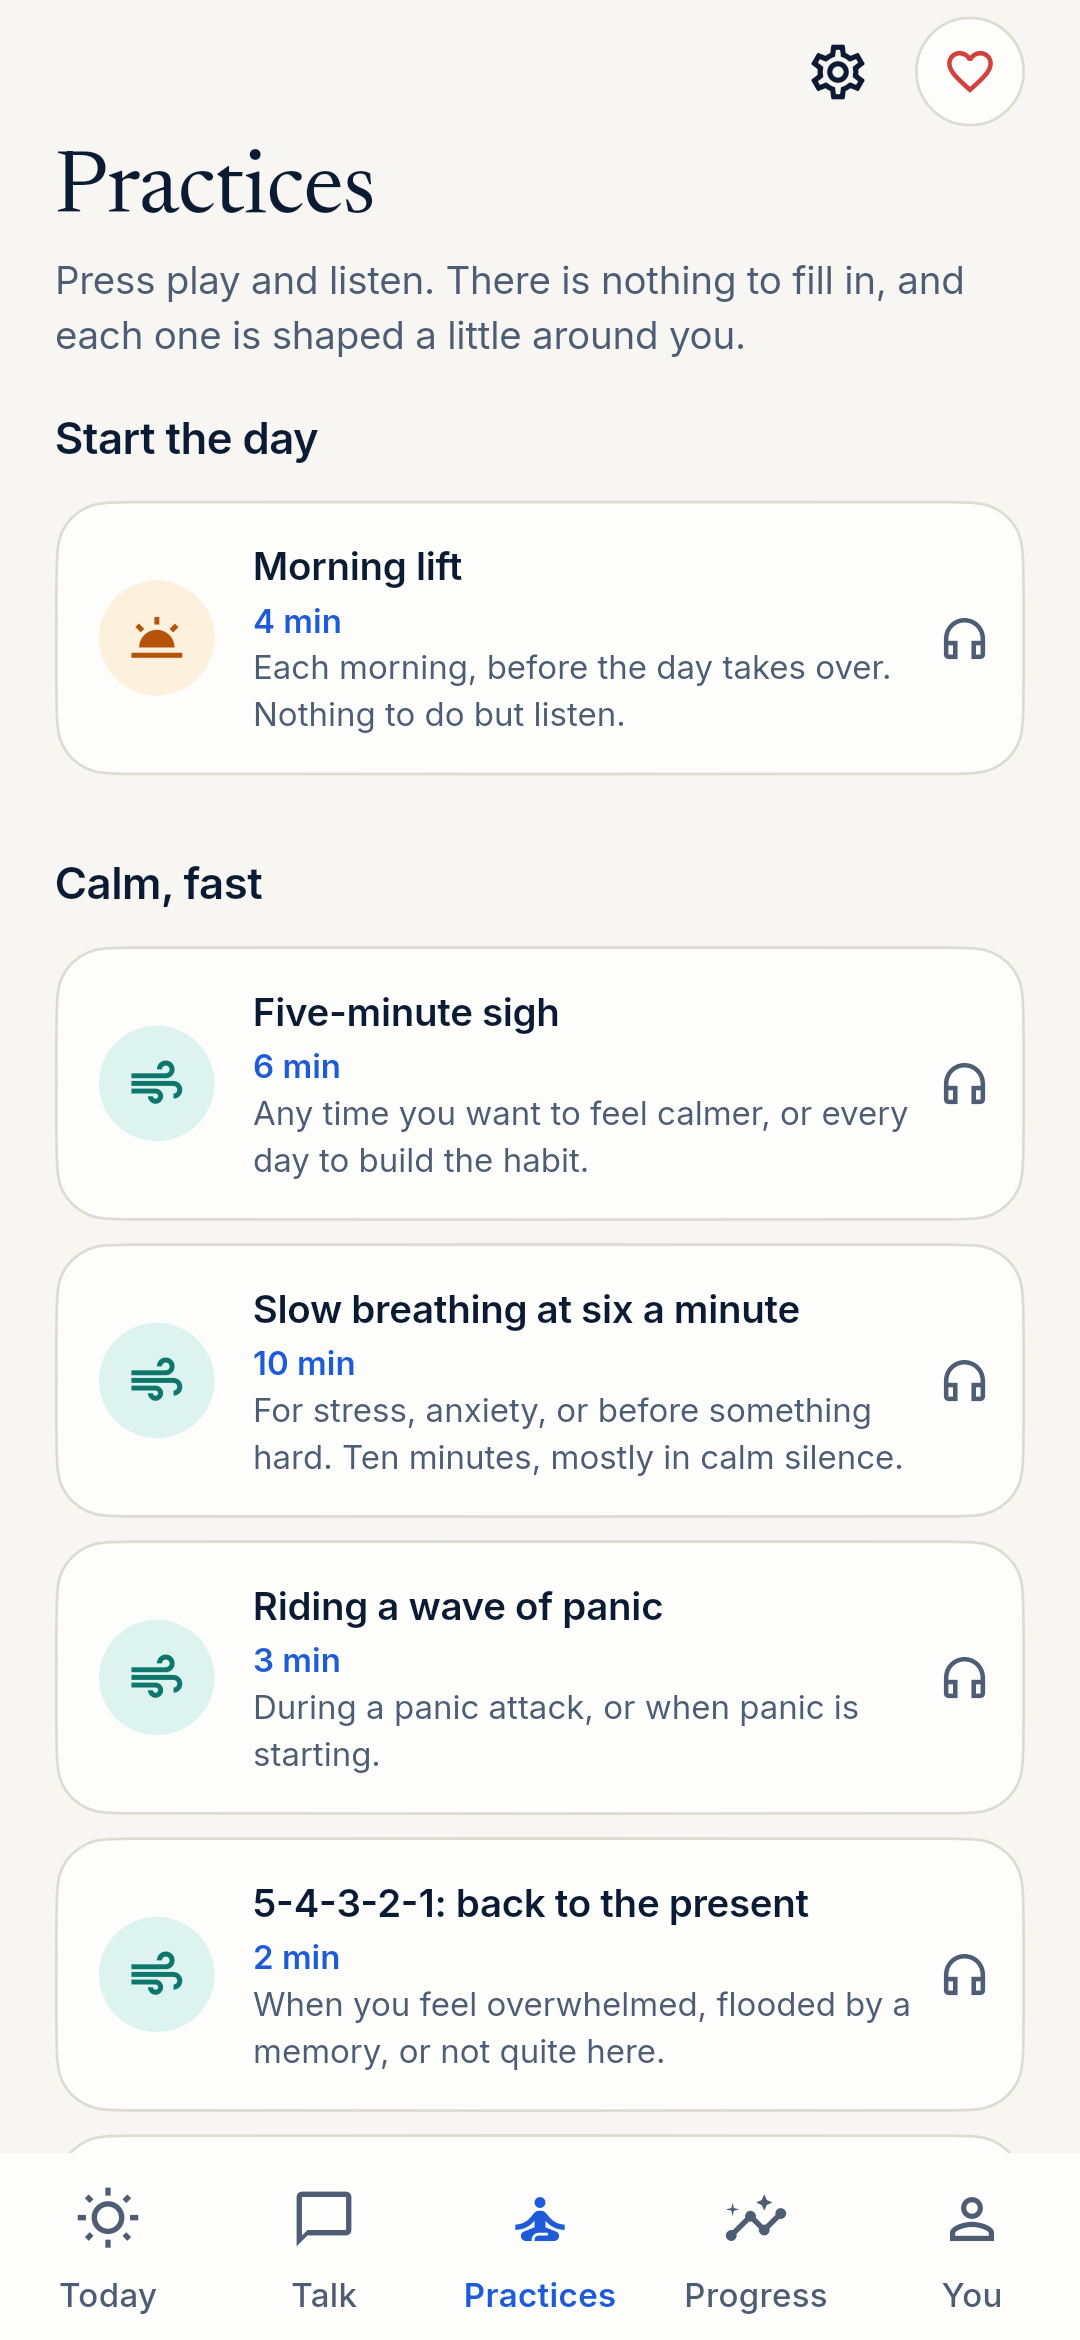 Practices
Press play and listen. There is nothing to fill in, and
each one is shaped a little around you.
Start the day
Morning lift
4 min
Each morning, before the day takes over.
Nothing to do but listen.
Calm, fast
Five-minute sigh
6 min
Any time you want to feel calmer, or every
day to build the habit.
Slow breathing at six a minute
10 min
For stress, anxiety, or before something
hard. Ten minutes, mostly in calm silence.
Riding a wave of panic
3 min
During a panic attack, or when panic is
starting.
5-4-3-2-1: back to the present
2 min
When you feel overwhelmed, flooded by a
memory, or not quite here.
Today
Talk
Practices
Progress
You